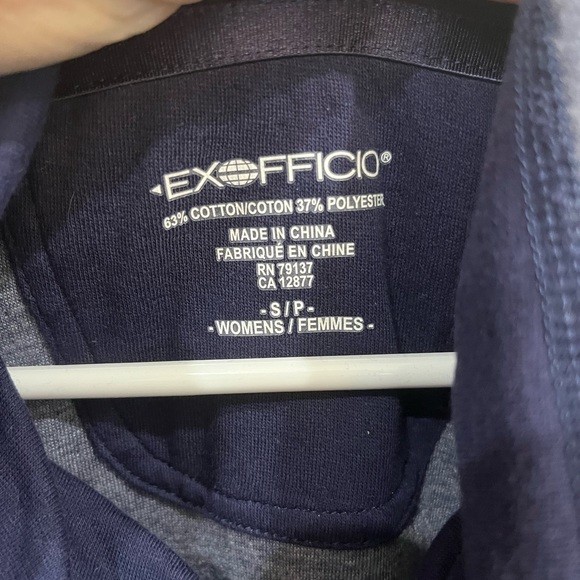 EXOFFICIO®
63% COTTON/COTON 37% POLYESTER
MADE IN CHINA
FABRIQUÉ EN CHINE
RN 79137
CA 12877
- S/P -
- WOMENS / FEMMES -